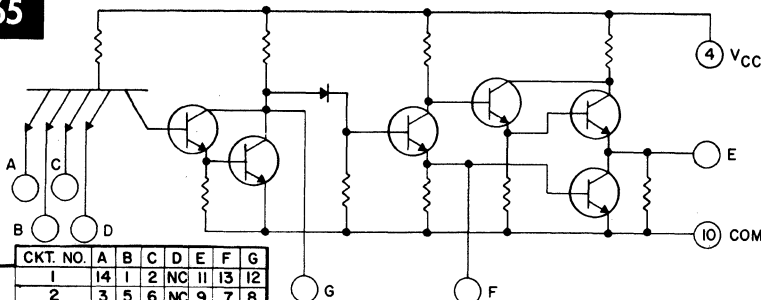 35
4 VCC
A
C
E
B
D
10 COM
CKT. NO. A B C D E F G
1 14 1 2 NC 11 13 12
2 3 5 6 NC 9 7 8
G
F